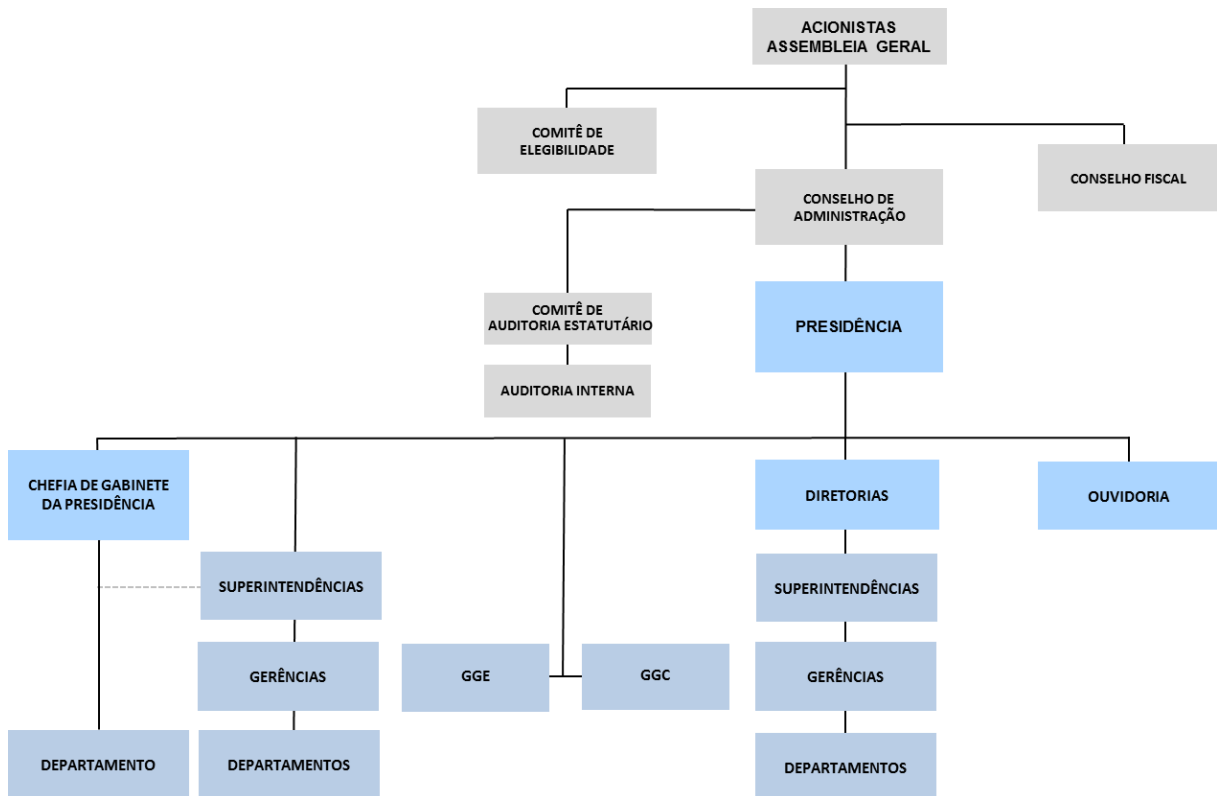 ACIONISTAS
ASSEMBLEIA GERAL
COMITÊ DE
ELEGIBILIDADE
CONSELHO FISCAL
CONSELHO DE
ADMINISTRAÇÃO
COMITÊ DE
AUDITORIA ESTATUTÁRIO
PRESIDÊNCIA
AUDITORIA INTERNA
CHEFIA DE GABINETE
DA PRESIDÊNCIA
DIRETORIAS
OUVIDORIA
SUPERINTENDÊNCIAS
SUPERINTENDÊNCIAS
GERÊNCIAS
GGE
GGC
GERÊNCIAS
DEPARTAMENTO
DEPARTAMENTOS
DEPARTAMENTOS